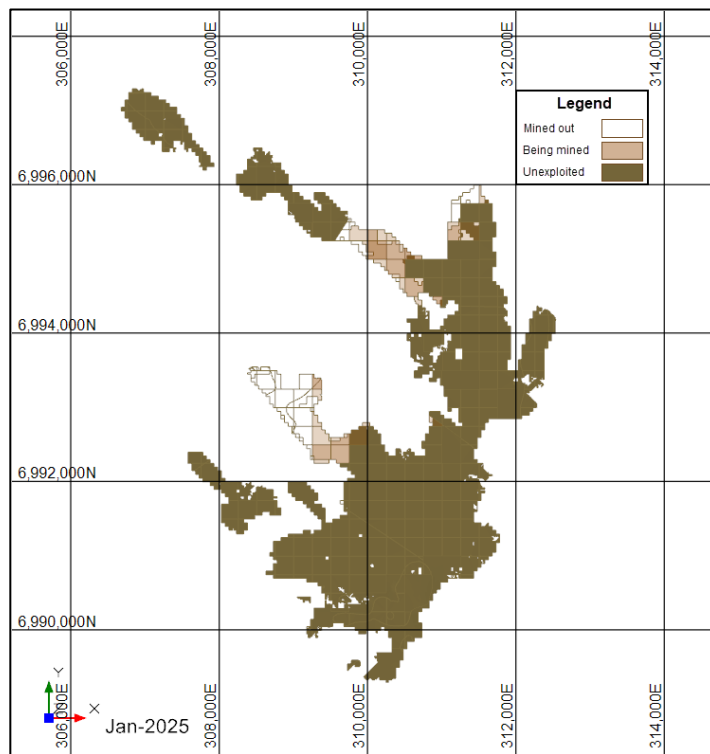 306,000E
308,000E
310,000E
312,000E
314,000E
Legend
Mined out
Being mined
Unexploited
6,996,000N
6,994,000N
6,992,000N
6,990,000N
Y
X
306,000E
308,000E
310,000E
312,000E
314,000E
Jan-2025